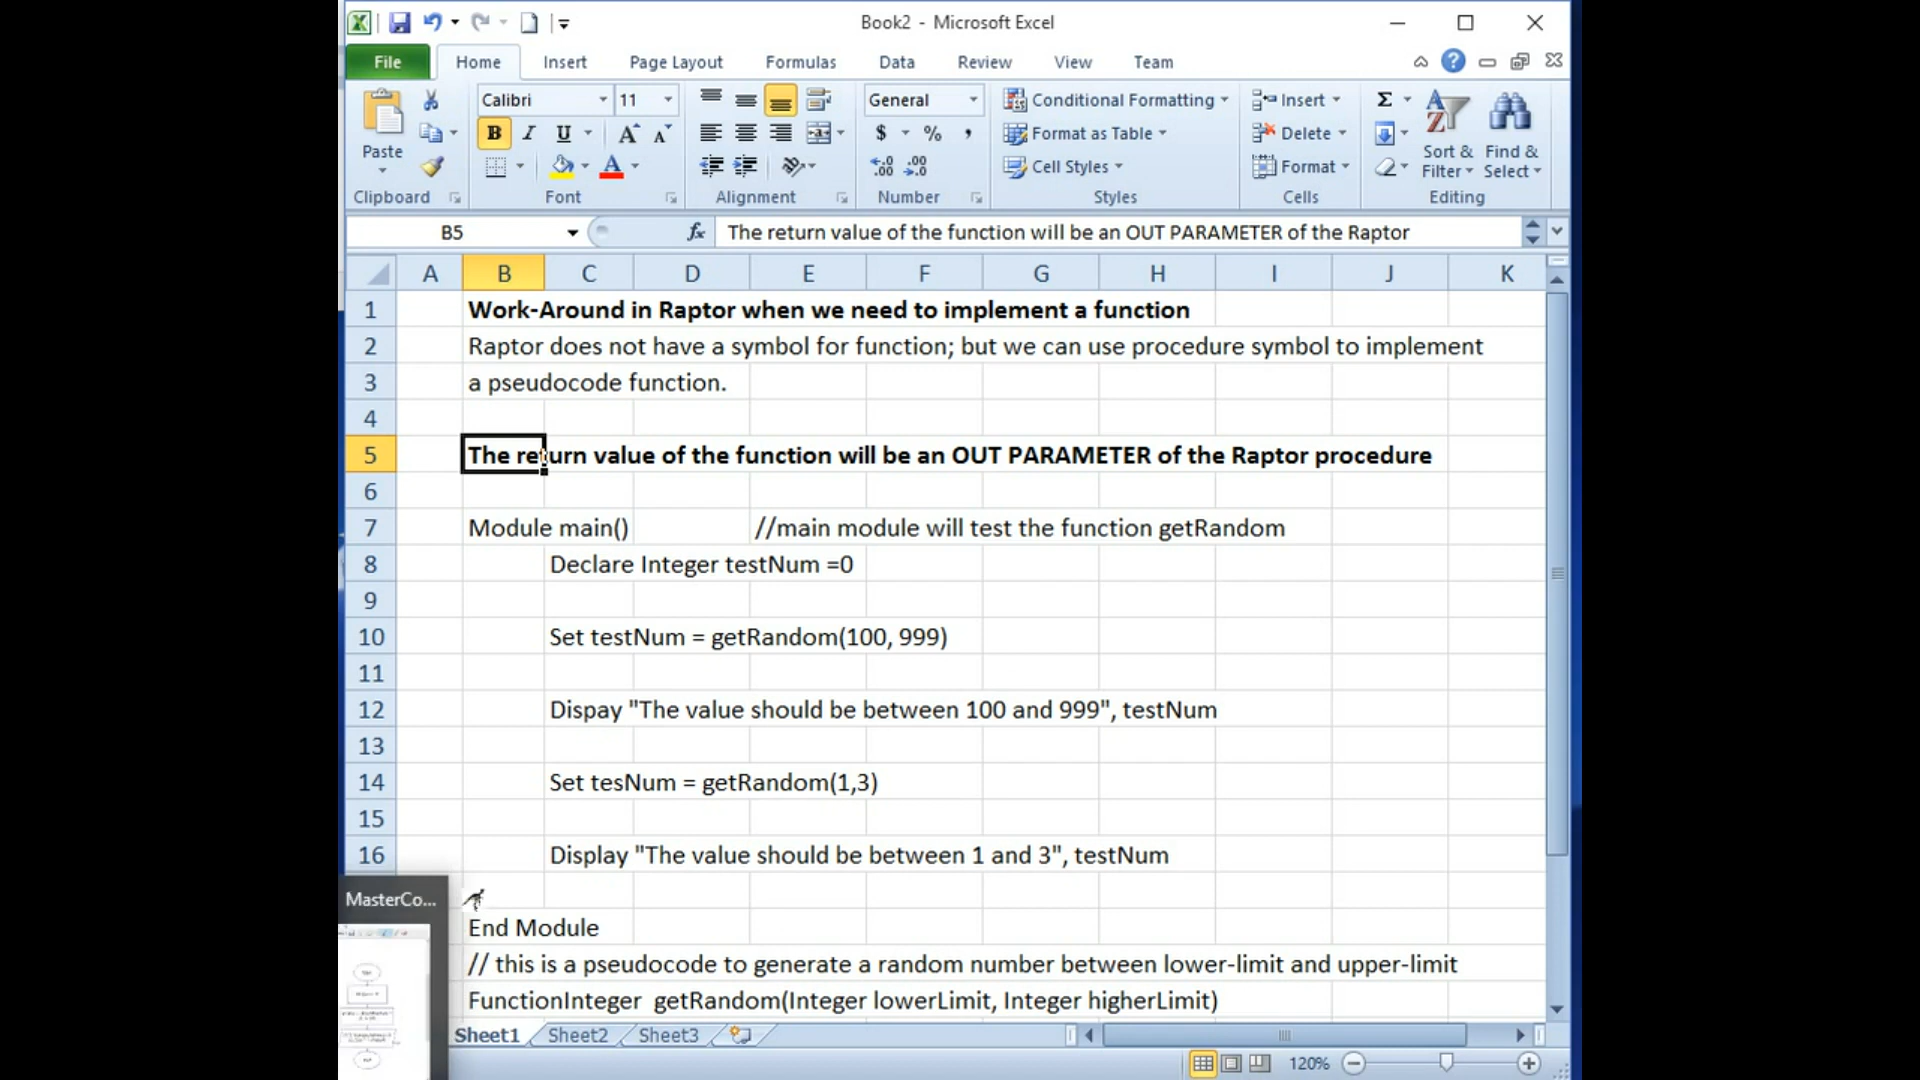 Book2 - Microsoft Excel
File Home Insert Page Layout Formulas Data Review View Team
Calibri 11 General Conditional Formatting Insert Σ
B I U A A $ % , Format as Table Delete
Paste Cell Styles Format Sort & Filter Find & Select
Clipboard Font Alignment Number Styles Cells Editing
B5 fx The return value of the function will be an OUT PARAMETER of the Raptor
A B C D E F G H I J K
1 Work-Around in Raptor when we need to implement a function
2 Raptor does not have a symbol for function; but we can use procedure symbol to implement
3 a pseudocode function.
4
5 The return value of the function will be an OUT PARAMETER of the Raptor procedure
6
7 Module main() //main module will test the function getRandom
8 Declare Integer testNum =0
9
10 Set testNum = getRandom(100, 999)
11
12 Dispay "The value should be between 100 and 999", testNum
13
14 Set tesNum = getRandom(1,3)
15
16 Display "The value should be between 1 and 3", testNum
MasterCo...
End Module
// this is a pseudocode to generate a random number between lower-limit and upper-limit
FunctionInteger getRandom(Integer lowerLimit, Integer higherLimit)
Sheet1 Sheet2 Sheet3
120%